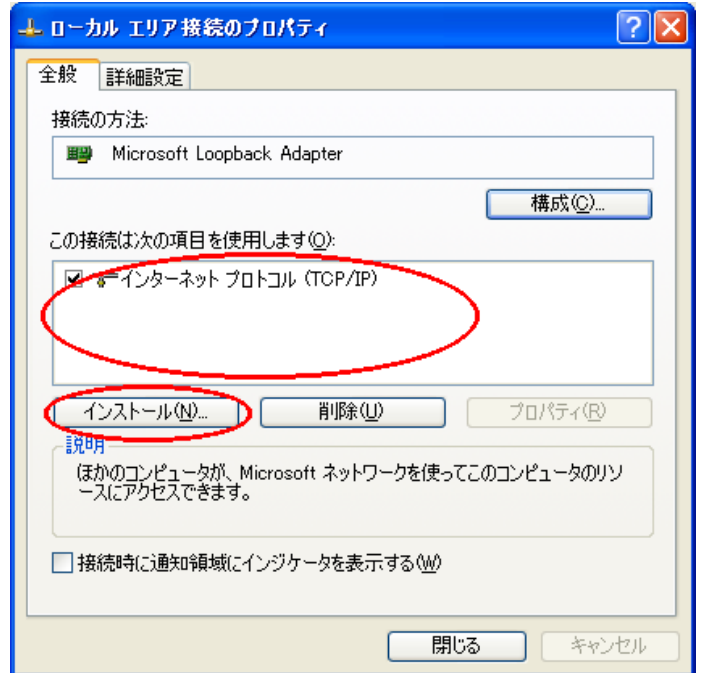 ローカル エリア接続のプロパティ
全般 詳細設定
接続の方法:
Microsoft Loopback Adapter
構成(C)...
この接続は次の項目を使用します(O):
インターネット プロトコル (TCP/IP)
インストール(N)... 削除(U) プロパティ(R)
説明
ほかのコンピュータが、Microsoft ネットワークを使ってこのコンピュータのリソ
ースにアクセスできます。
接続時に通知領域にインジケータを表示する(W)
閉じる キャンセル